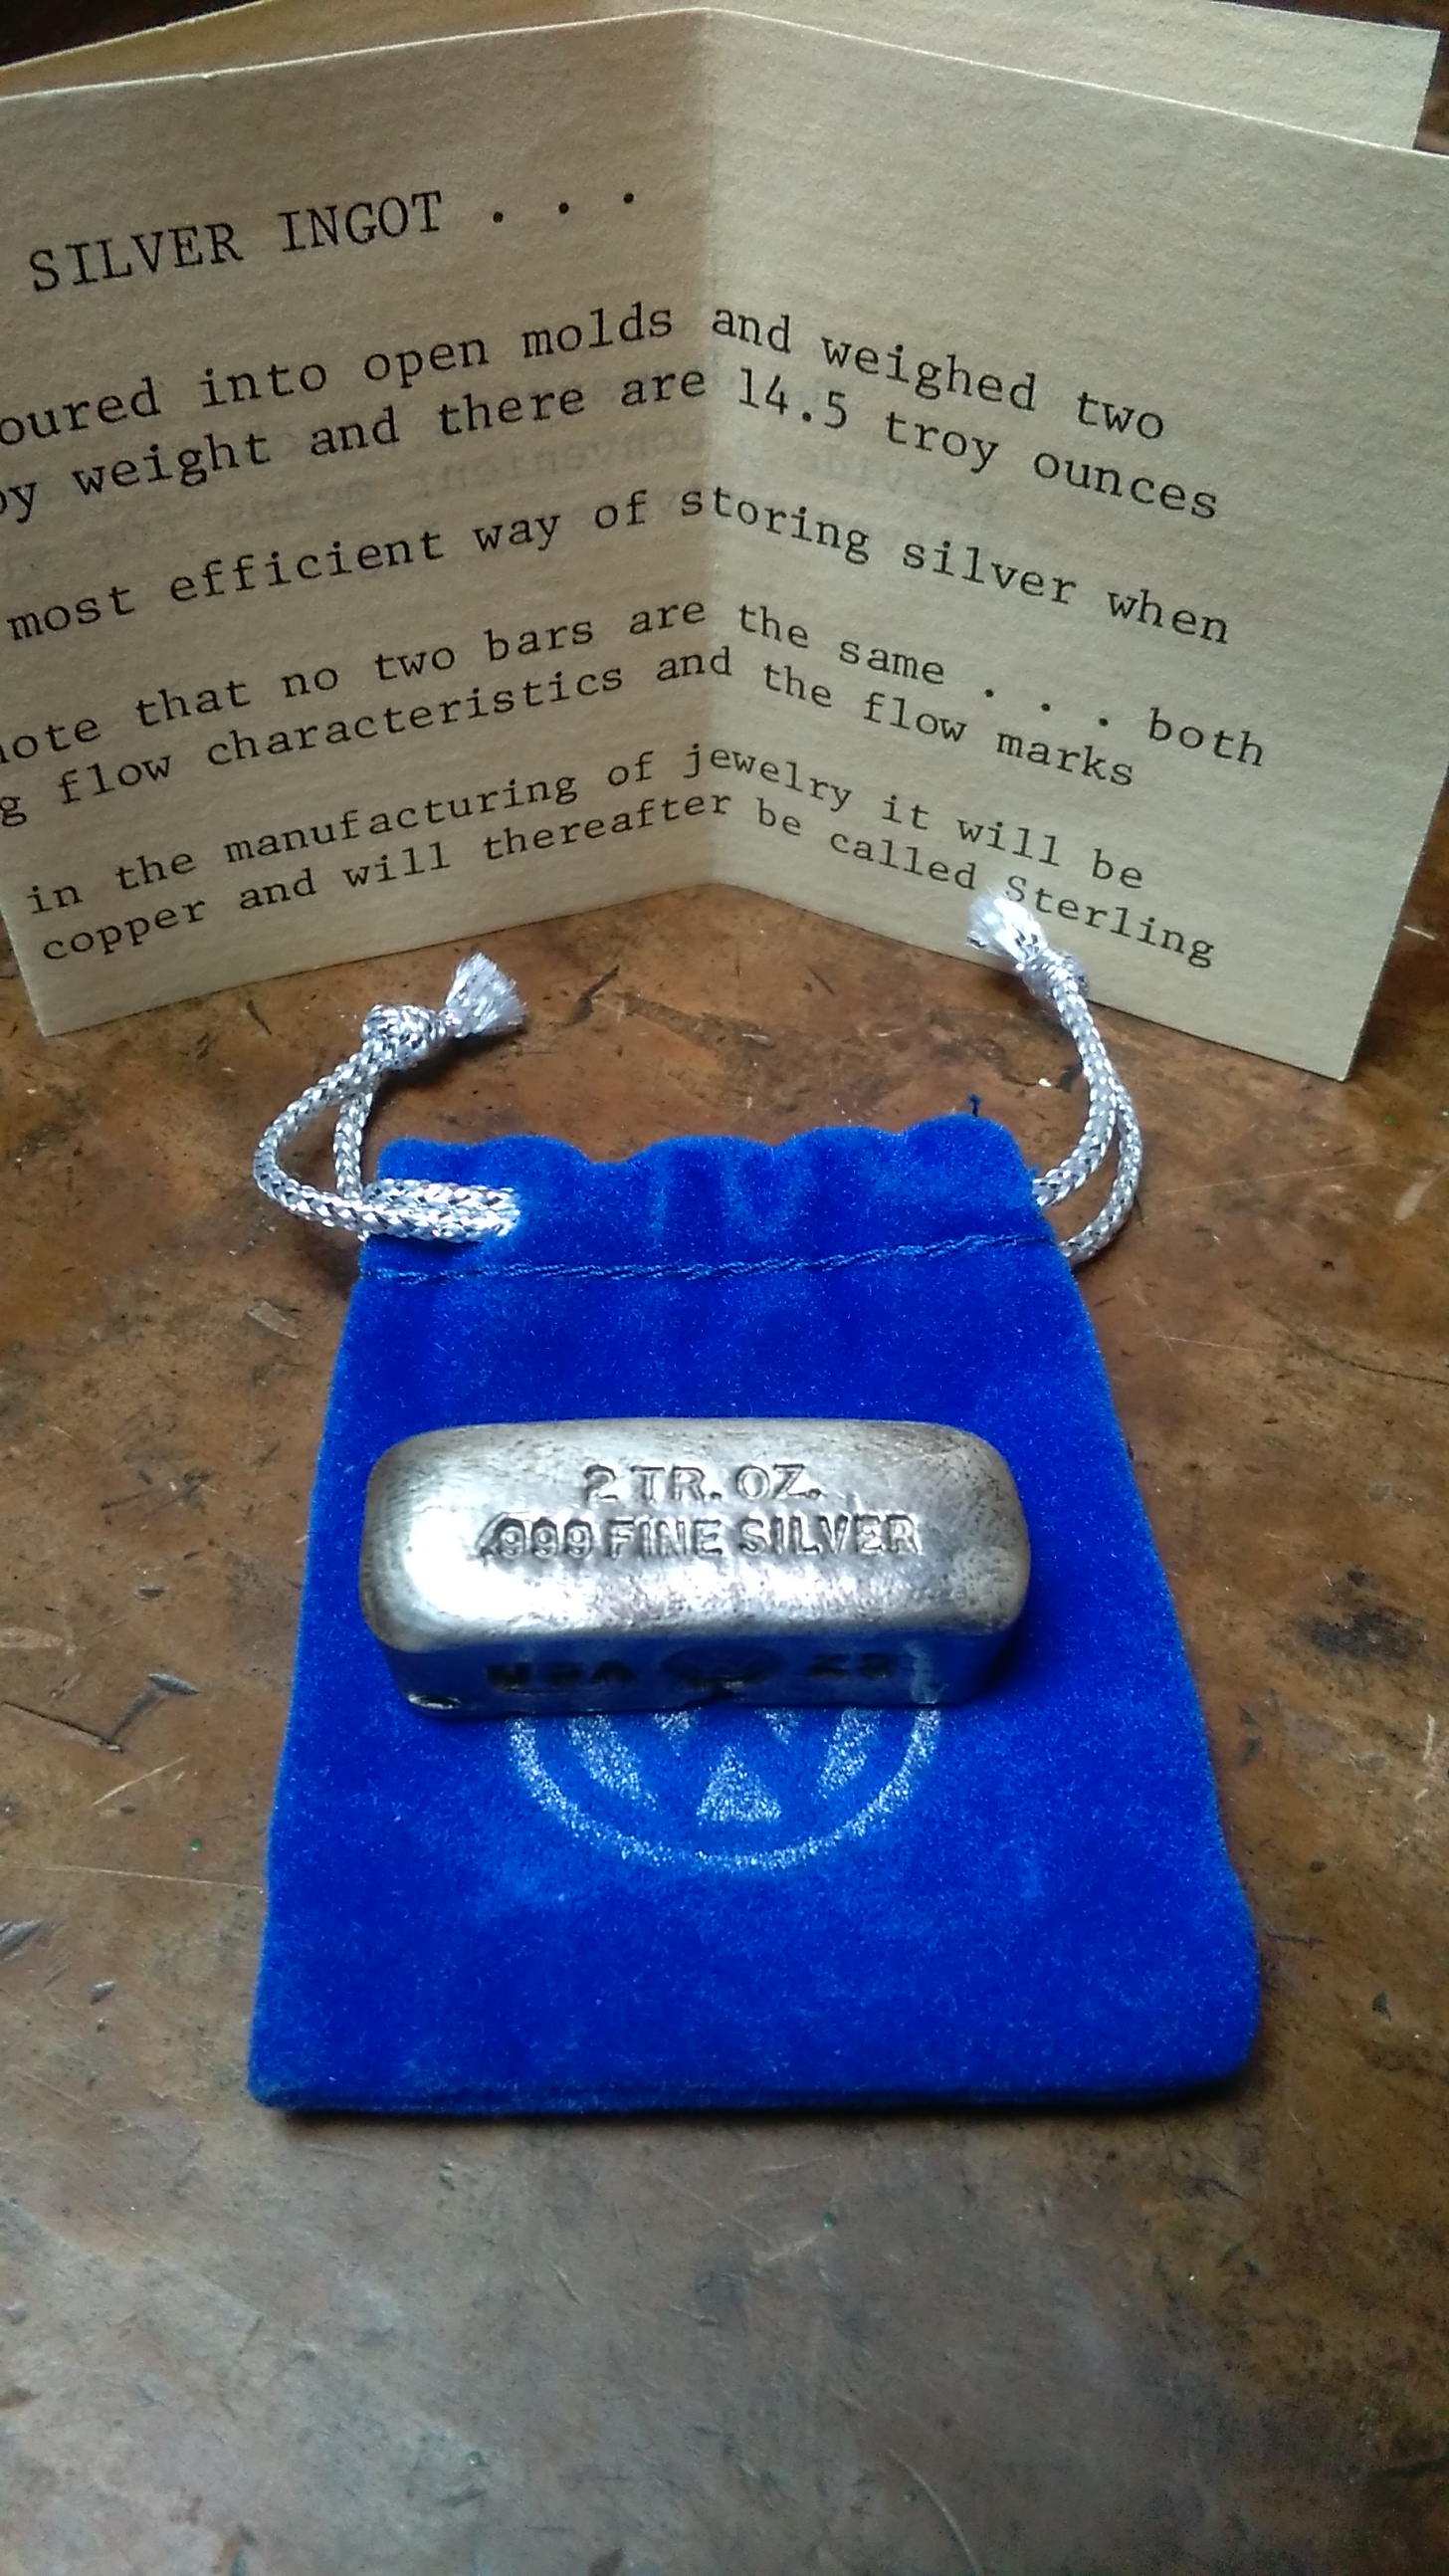 SILVER INGOT . . .
oured into open molds and weighed two
oy weight and there are 14.5 troy ounces
most efficient way of storing silver when
note that no two bars are the same . . . both
g flow characteristics and the flow marks
in the manufacturing of jewelry it will be
copper and will thereafter be called Sterling
2 TR. OZ.
.999 FINE SILVER